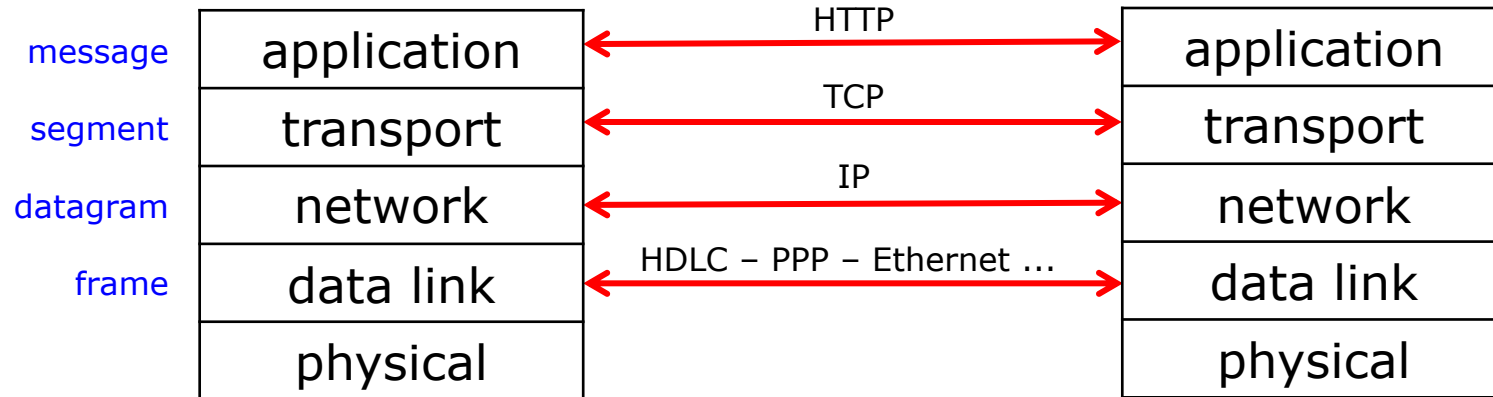 HTTP
message application application
TCP
segment transport transport
IP
datagram network network
HDLC – PPP – Ethernet ...
frame data link data link
physical physical